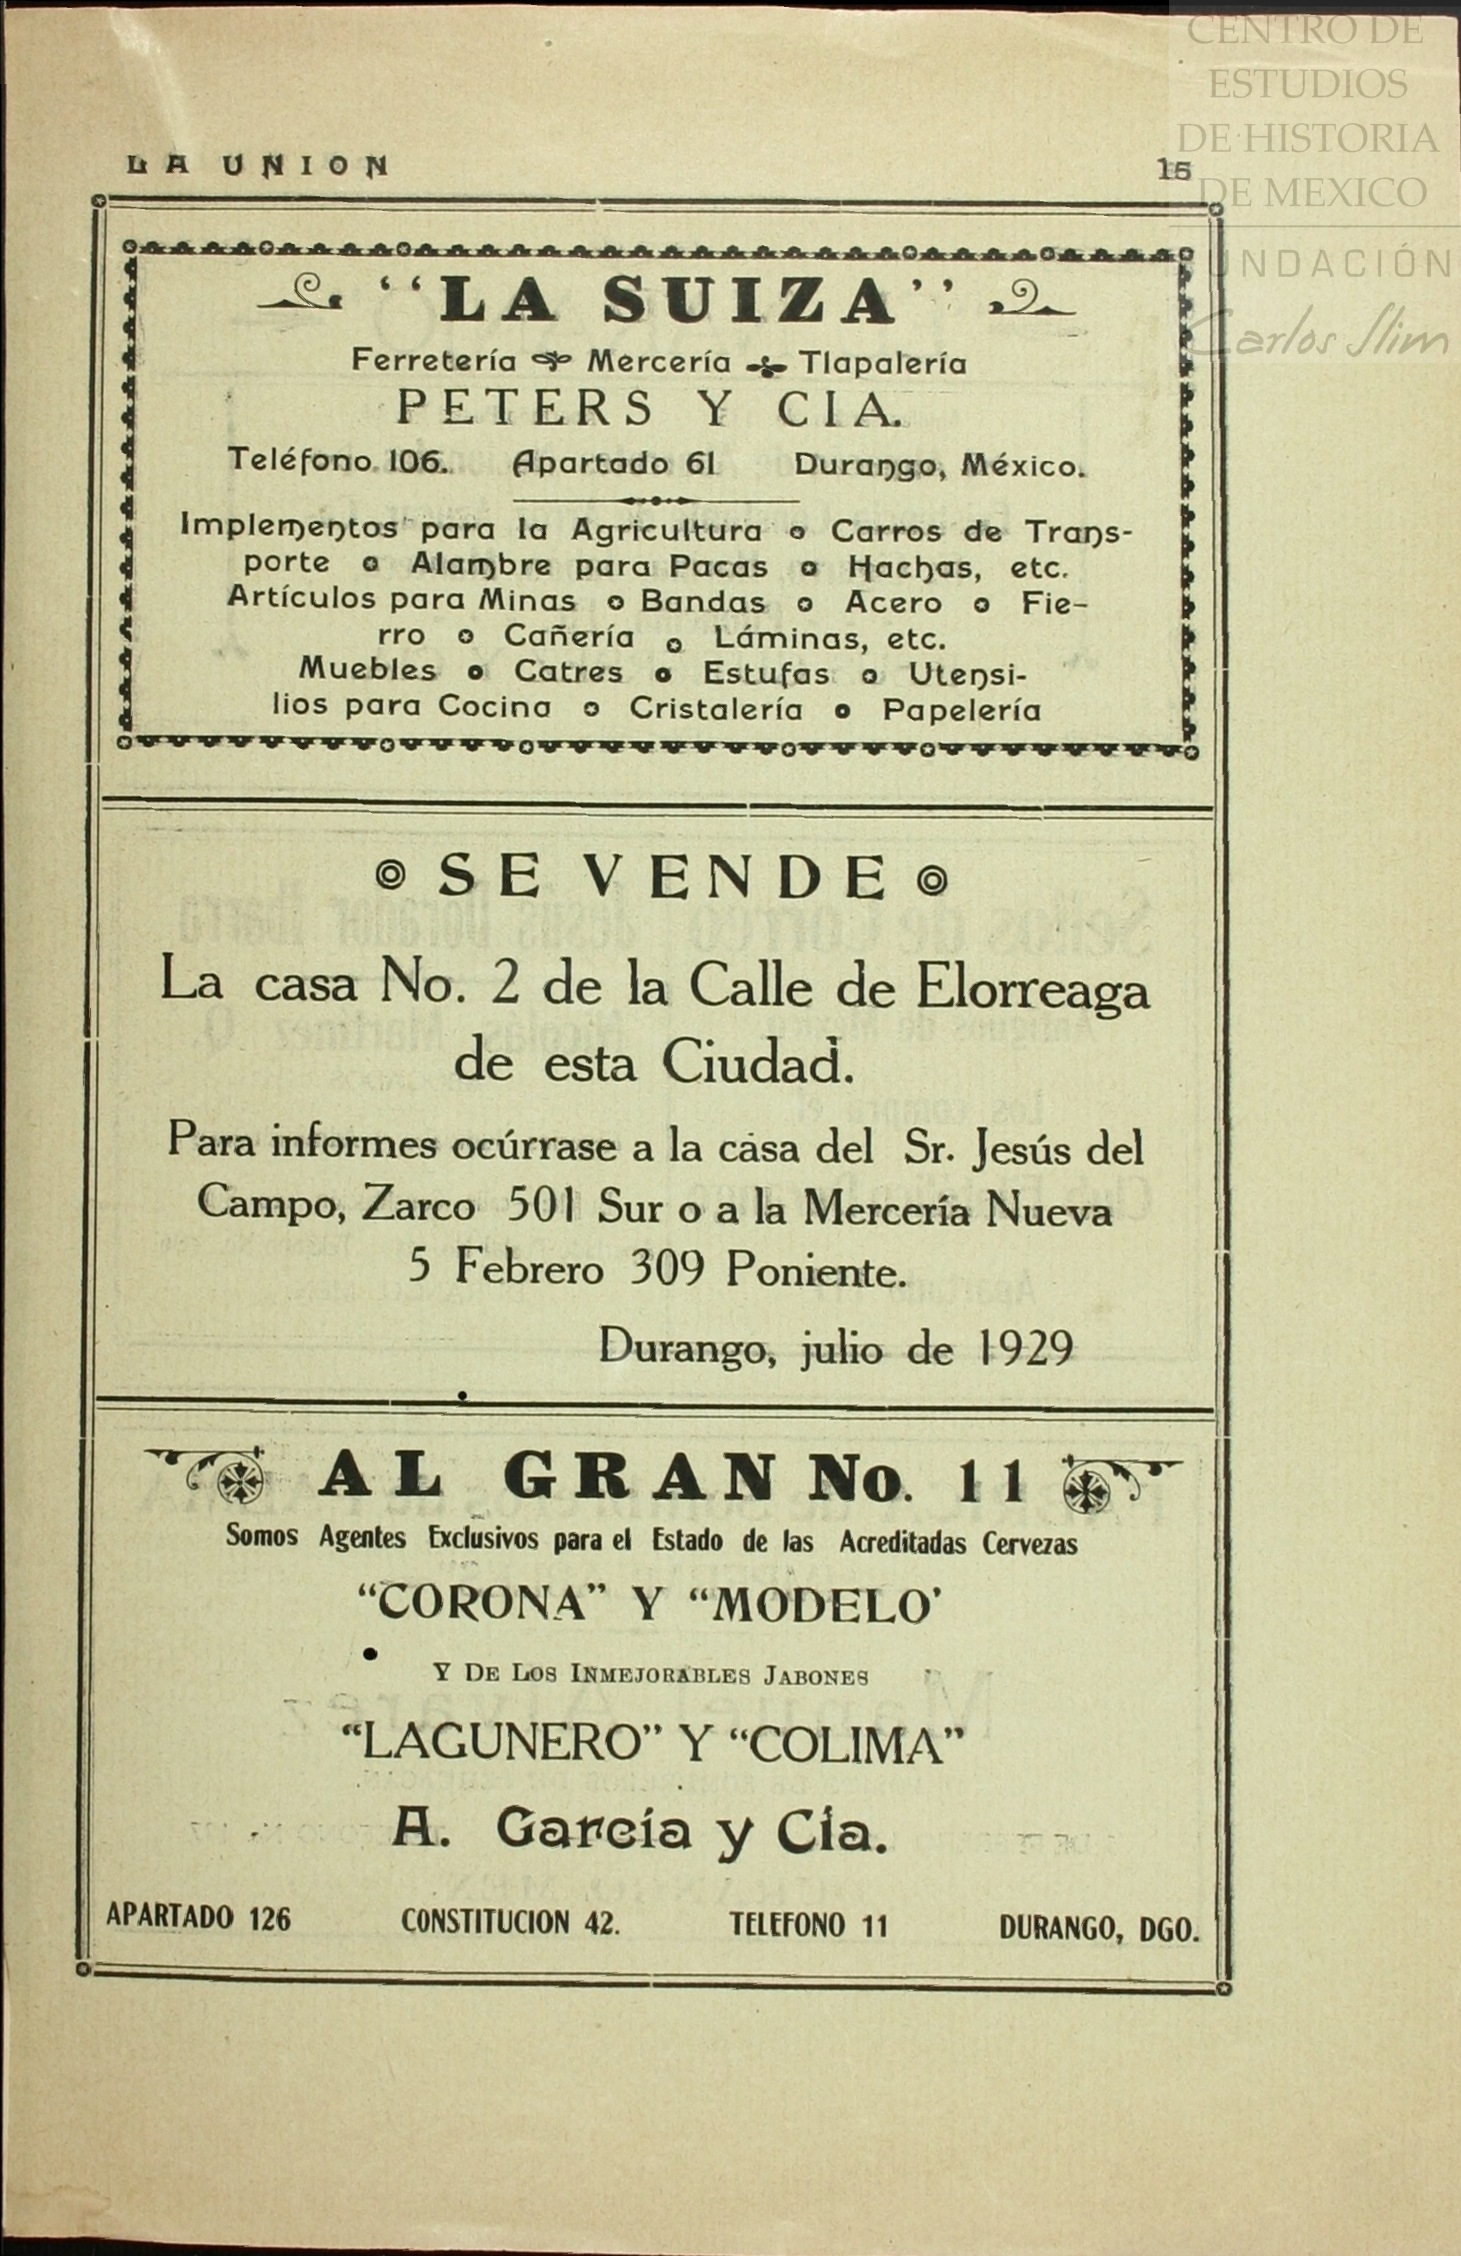 CENTRO DE
ESTUDIOS
DE HISTORIA
DE MEXICO
FUNDACIÓN
Carlos Slim
LA UNION 15
"LA SUIZA"
Ferretería Mercería Tlapalería
PETERS Y CIA.
Teléfono 106. Apartado 61 Durango, México.
Implementos para la Agricultura o Carros de Trans-
porte o Alambre para Pacas o Hachas, etc.
Artículos para Minas o Bandas o Acero o Fie-
rro o Cañería o Láminas, etc.
Muebles o Catres o Estufas o Utensi-
lios para Cocina o Cristalería o Papelería
SE VENDE
La casa No. 2 de la Calle de Elorreaga
de esta Ciudad.
Para informes ocúrrase a la casa del Sr. Jesús del
Campo, Zarco 501 Sur o a la Mercería Nueva
5 Febrero 309 Poniente.
Durango, julio de 1929
AL GRAN No. 11
Somos Agentes Exclusivos para el Estado de las Acreditadas Cervezas
"CORONA" Y "MODELO'
Y DE LOS INMEJORABLES JABONES
"LAGUNERO" Y "COLIMA"
A. García y Cía.
APARTADO 126 CONSTITUCION 42. TELEFONO 11 DURANGO, DGO.